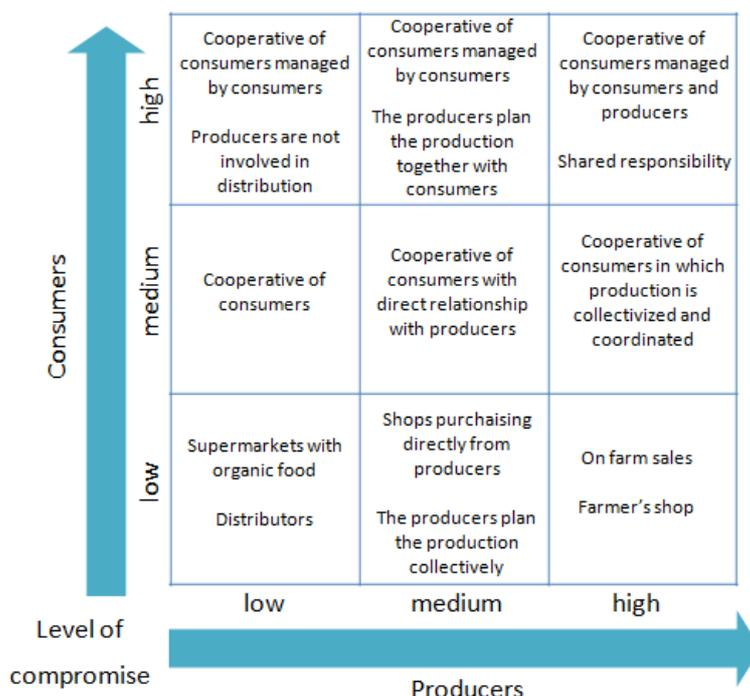 Cooperative of
consumers managed
by consumers
Producers are not
involved in
distribution
Cooperative of
consumers managed
by consumers
The producers plan
the production
together with
consumers
Cooperative of
consumers managed
by consumers and
producers
Shared responsibility
high
Cooperative of
consumers
Cooperative of
consumers with
direct relationship
with producers
Cooperative of
consumers in which
production is
collectivized and
coordinated
medium
Consumers
Supermarkets with
organic food
Distributors
Shops purchaising
directly from
producers
The producers plan
the production
collectively
On farm sales
Farmer's shop
low
low
medium
high
Level of
compromise
Producers